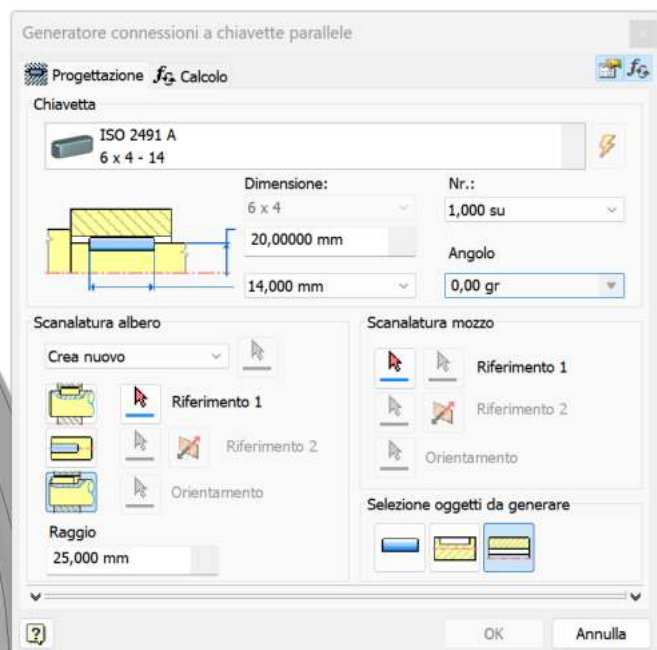 Generatore connessioni a chiavette parallele
Progettazione
Calcolo
Chiavetta
ISO 2491 A
6 x 4 - 14
Dimensione:
Nr.:
6 x 4
1,000 su
20,00000 mm
Angolo
14,000 mm
0,00 gr
Scanalatura albero
Crea nuovo
Riferimento 1
Riferimento 2
Orientamento
Raggio
25,000 mm
Scanalatura mozzo
Riferimento 1
Riferimento 2
Orientamento
Selezione oggetti da generare
?
OK
Annulla